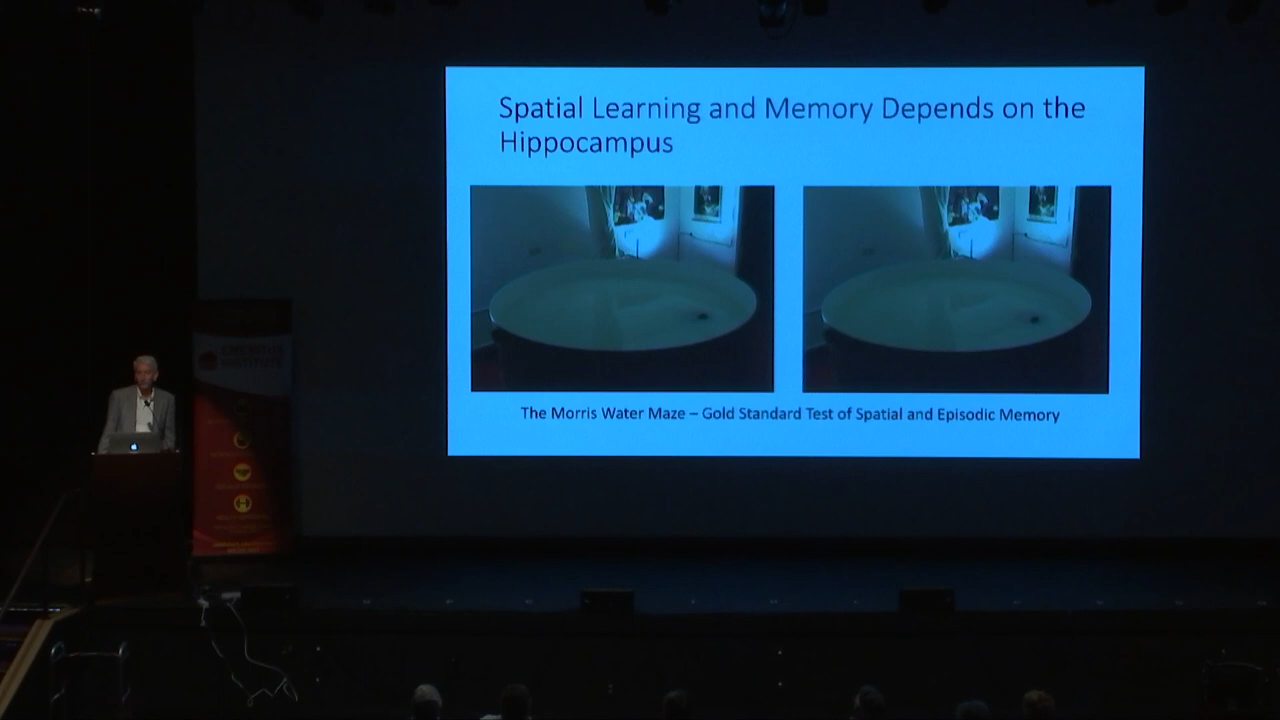 Spatial Learning and Memory Depends on the
Hippocampus
The Morris Water Maze – Gold Standard Test of Spatial and Episodic Memory